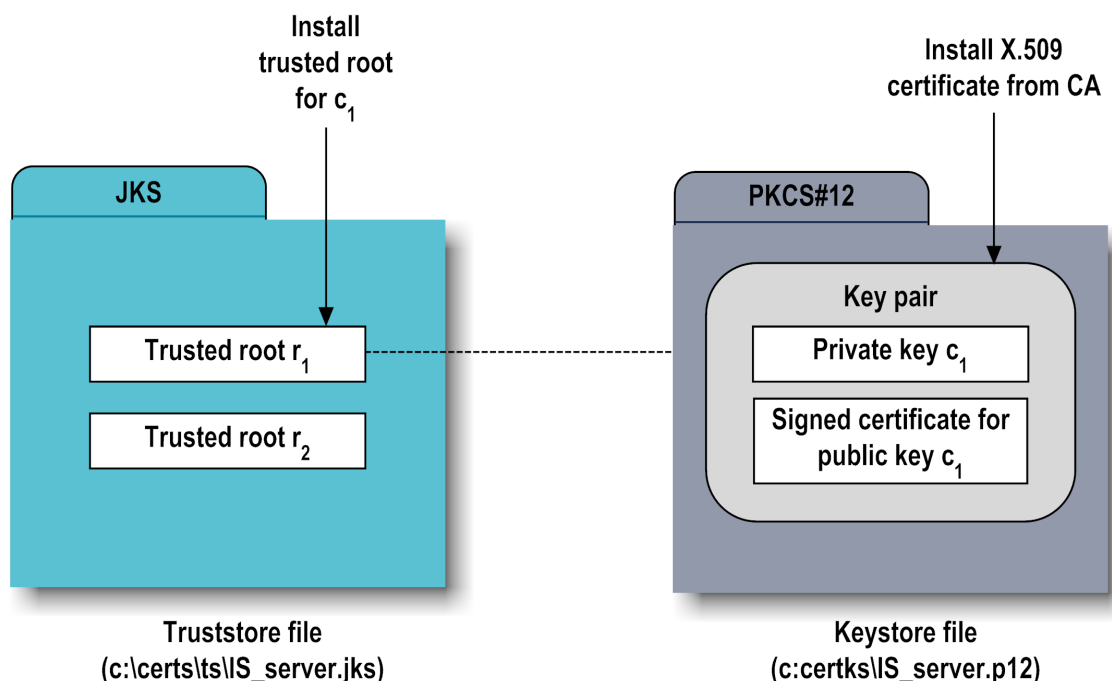 Install
trusted root
for c₁
Install X.509
certificate from CA
JKS
PKCS#12
Key pair
Trusted root r₁
Private key c₁
Trusted root r₂
Signed certificate for
public key c₁
Truststore file
(c:\certs\ts\IS_server.jks)
Keystore file
(c:certks\IS_server.p12)